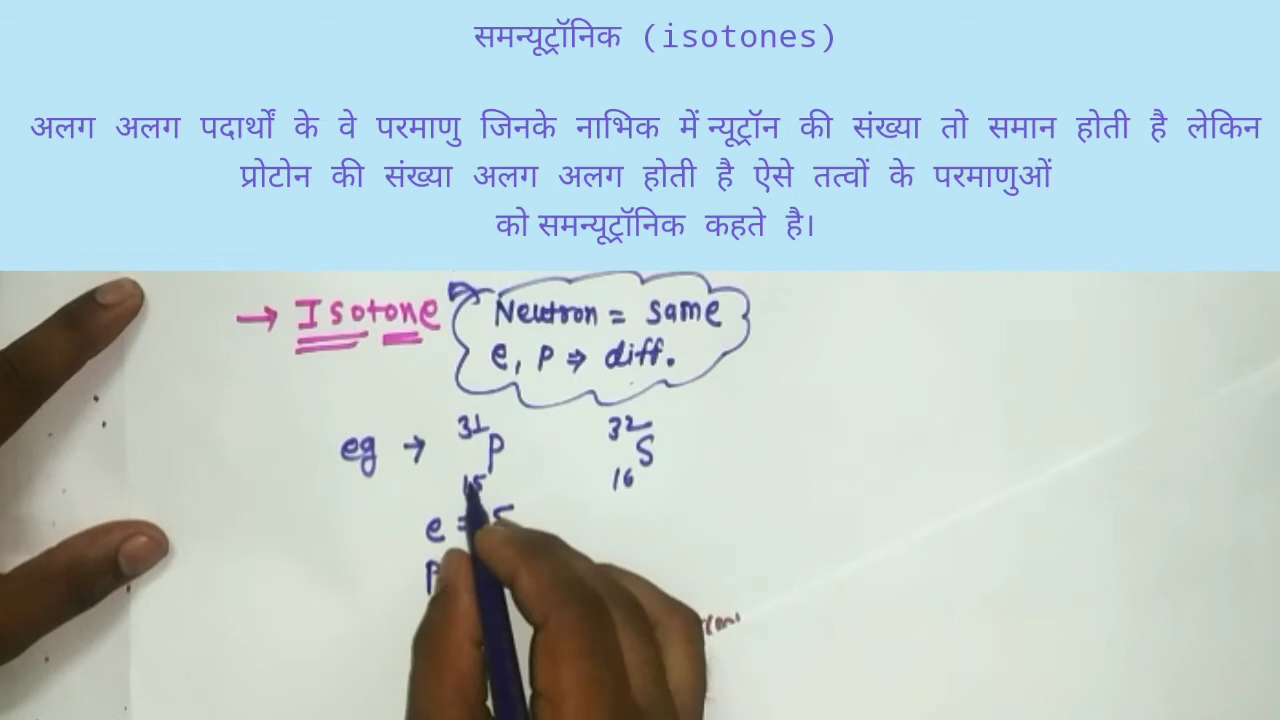 समन्यूट्रॉनिक (isotones)
अलग अलग पदार्थों के वे परमाणु जिनके नाभिक में न्यूट्रॉन की संख्या तो समान होती है लेकिन
प्रोटोन की संख्या अलग अलग होती है ऐसे तत्वों के परमाणुओं
को समन्यूट्रॉनिक कहते है।
→ Isotone
Neutron = same
e, p ⇒ diff.
eg → 31 P 15 32 S 16
e = 15
P